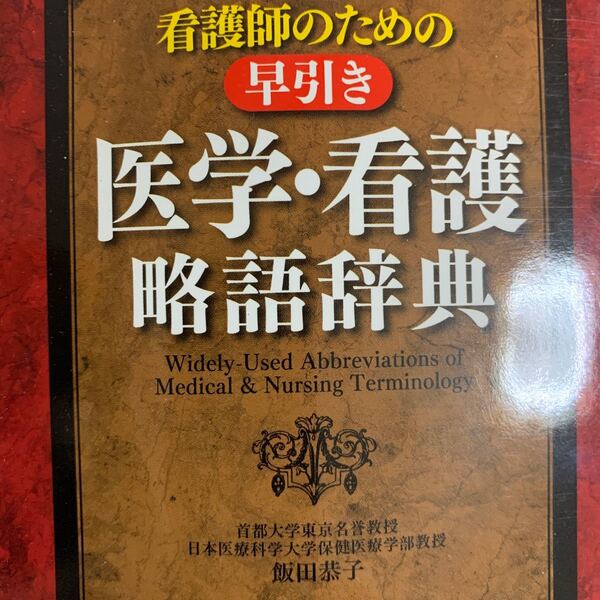 看護師のための
早引き
医学・看護
略語辞典
Widely-Used Abbreviations of
Medical & Nursing Terminology
首都大学東京名誉教授
日本医療科学大学保健医療学部教授
飯田恭子